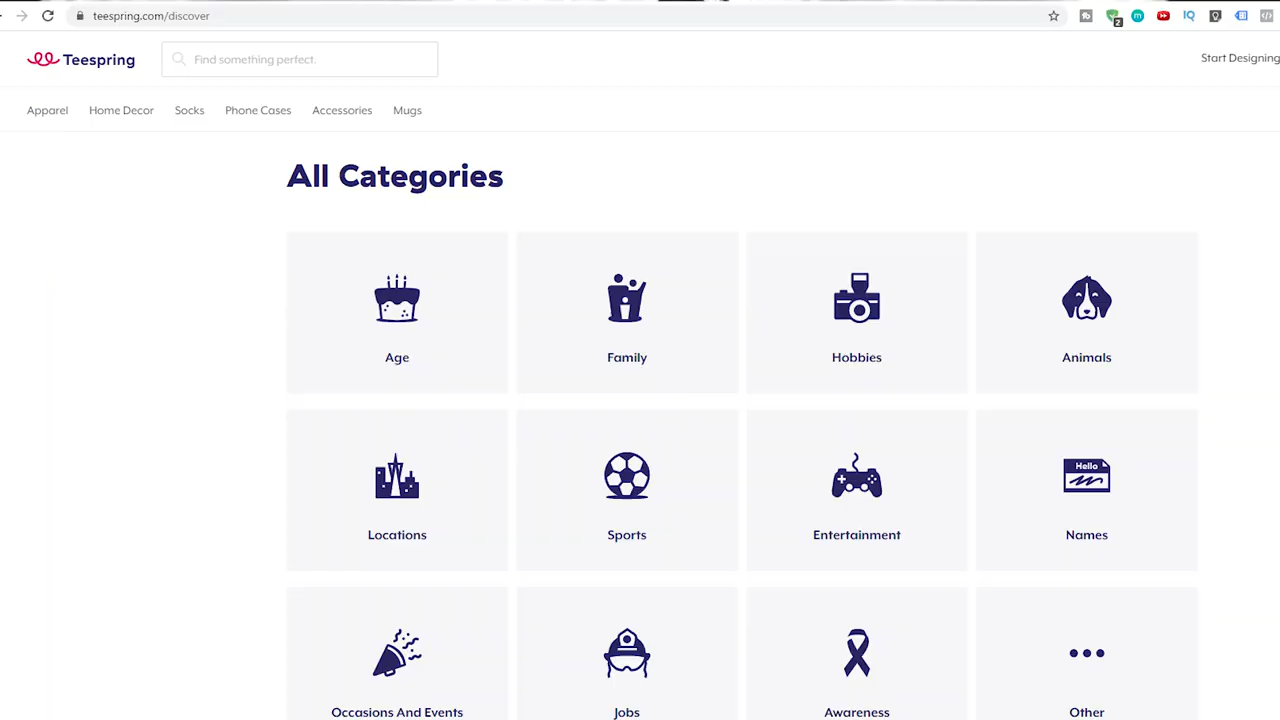 teespring.com/discover
2
Teespring
Find something perfect.
Start Designing
Apparel Home Decor Socks Phone Cases Accessories Mugs
All Categories
Age Family Hobbies Animals
Hello
Locations Sports Entertainment Names
Occasions And Events Jobs Awareness Other